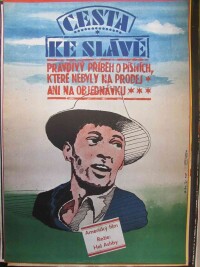 CESTA
KE SLÁVĚ
PRAVDIVÝ PŘÍBĚH O PÍSNÍCH,
KTERÉ NEBYLY NA PRODEJ
ANI NA OBJEDNÁVKU ***
Americký film
Režie
Hal Ashby